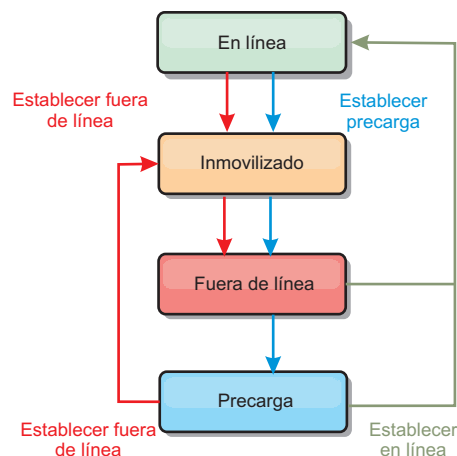 En línea
Establecer fuera
de línea
Establecer
precarga
Inmovilizado
Fuera de línea
Precarga
Establecer fuera
de línea
Establecer
en línea